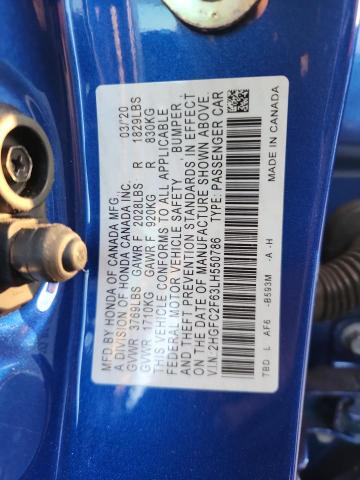 MFD. BY HONDA OF CANADA MFG. 03/20
A DIVISION OF HONDA CANADA INC.
GVWR 3769LBS GAWR F 2028LBS R 1829LBS
GVWR 1710KG GAWR F 920KG R 830KG
THIS VEHICLE CONFORMS TO ALL APPLICABLE
FEDERAL MOTOR VEHICLE SAFETY, BUMPER,
AND THEFT PREVENTION STANDARDS IN EFFECT
ON THE DATE OF MANUFACTURE SHOWN ABOVE.
V.I.N: 2HGFC2F63LH550786 TYPE: PASSENGER CAR
TBD L AF6 -B593M -A -H
MADE IN CANADA